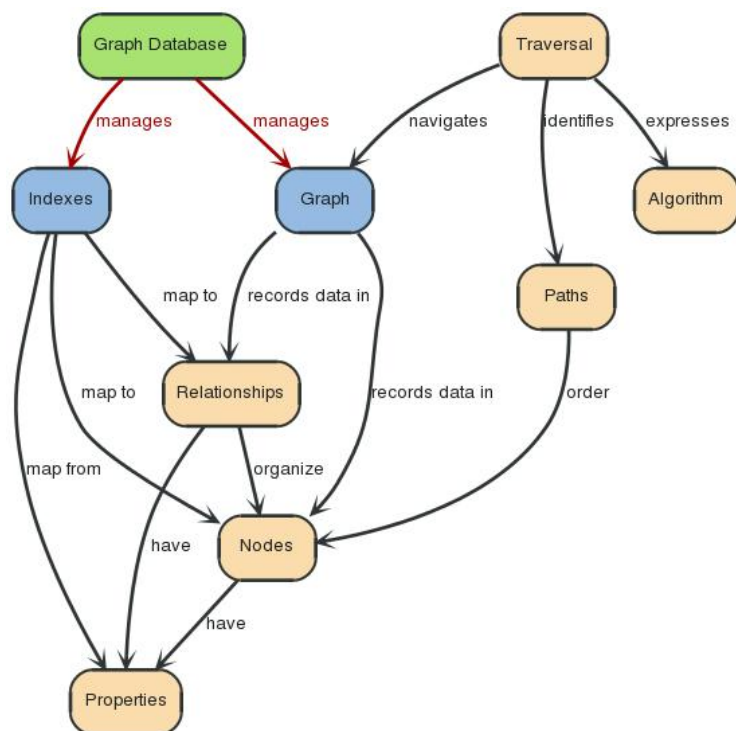 Graph Database
Traversal
manages
manages
navigates
identifies
expresses
Indexes
Graph
Algorithm
map to
records data in
Paths
Relationships
map to
records data in
order
map from
organize
have
Nodes
have
Properties